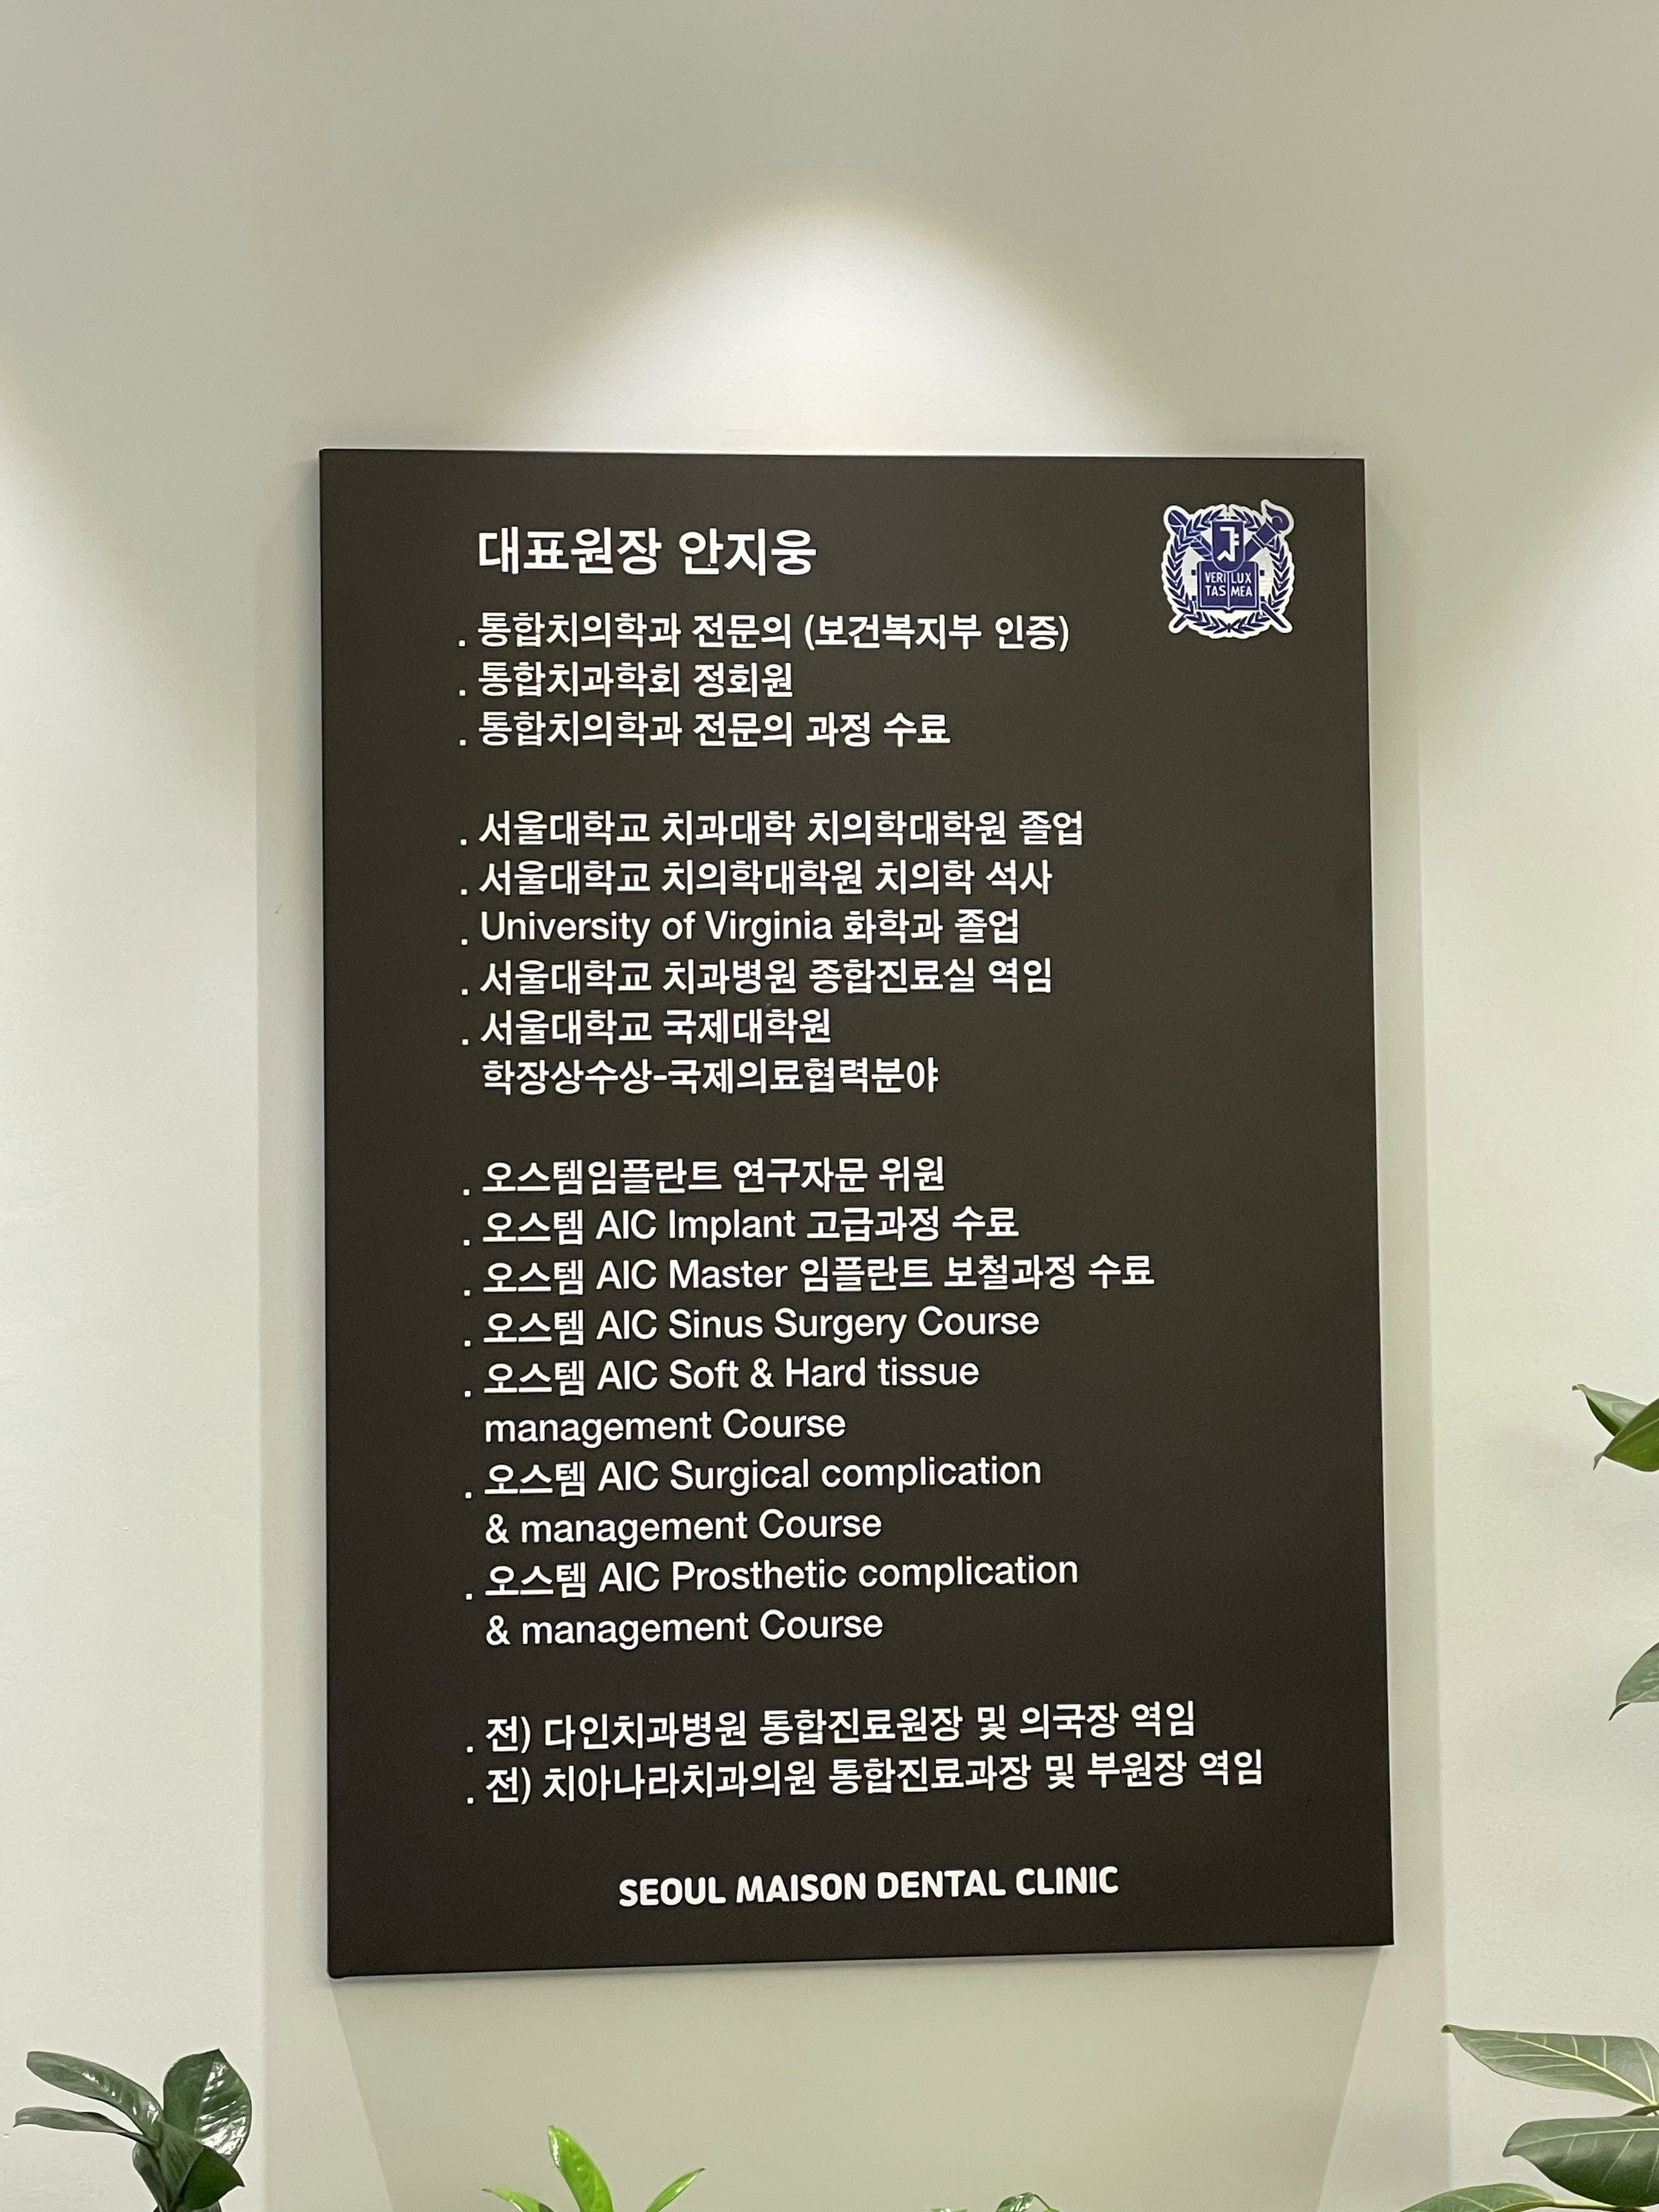 대표원장 안지웅
VERI LUX
TAS MEA
. 통합치의학과 전문의 (보건복지부 인증)
. 통합치과학회 정회원
. 통합치의학과 전문의 과정 수료
. 서울대학교 치과대학 치의학대학원 졸업
. 서울대학교 치의학대학원 치의학 석사
. University of Virginia 화학과 졸업
. 서울대학교 치과병원 종합진료실 역임
. 서울대학교 국제대학원
학장상수상-국제의료협력분야
. 오스템임플란트 연구자문 위원
. 오스템 AIC Implant 고급과정 수료
. 오스템 AIC Master 임플란트 보철과정 수료
. 오스템 AIC Sinus Surgery Course
. 오스템 AIC Soft & Hard tissue
management Course
. 오스템 AIC Surgical complication
& management Course
. 오스템 AIC Prosthetic complication
& management Course
. 전) 다인치과병원 통합진료원장 및 의국장 역임
. 전) 치아나라치과의원 통합진료과장 및 부원장 역임
SEOUL MAISON DENTAL CLINIC